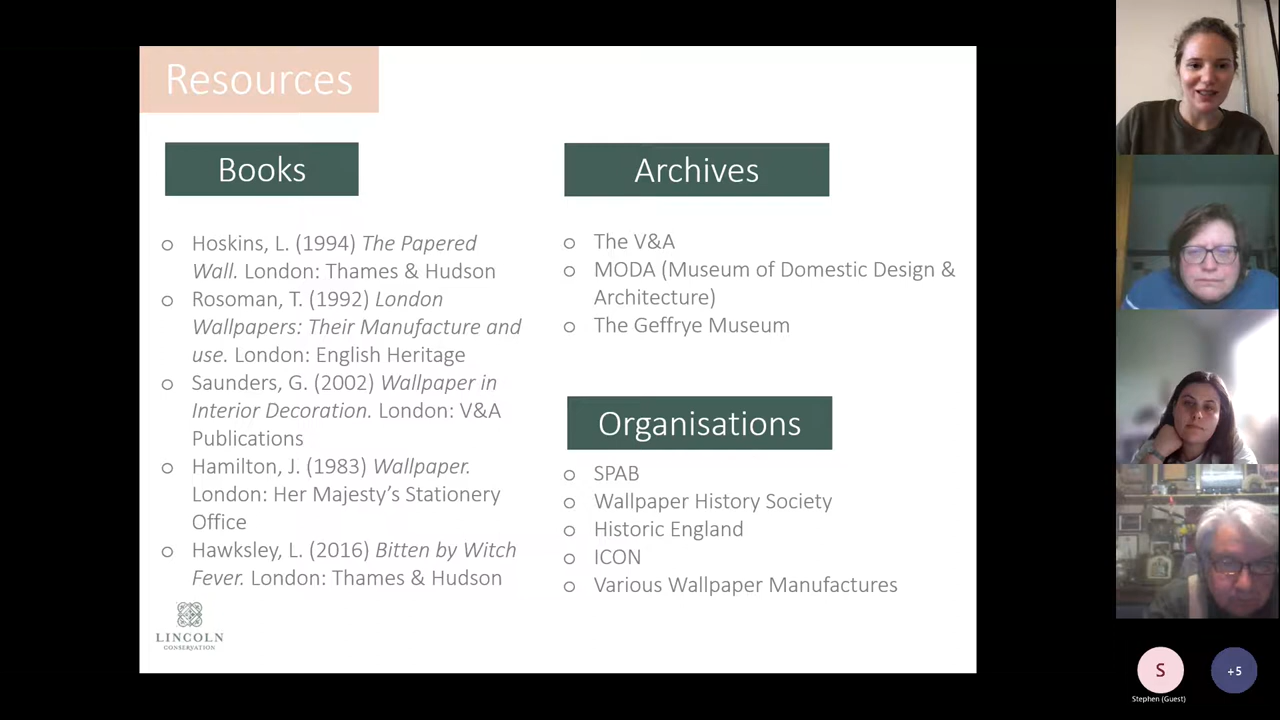 Resources
Books
Hoskins, L. (1994) The Papered
Wall. London: Thames & Hudson
Rosoman, T. (1992) London
Wallpapers: Their Manufacture and
use. London: English Heritage
Saunders, G. (2002) Wallpaper in
Interior Decoration. London: V&A
Publications
Hamilton, J. (1983) Wallpaper.
London: Her Majesty’s Stationery
Office
Hawksley, L. (2016) Bitten by Witch
Fever. London: Thames & Hudson
LINCOLN
CONSERVATION
Archives
The V&A
MODA (Museum of Domestic Design &
Architecture)
The Geffrye Museum
Organisations
SPAB
Wallpaper History Society
Historic England
ICON
Various Wallpaper Manufactures
S
Stephen (Guest)
+5